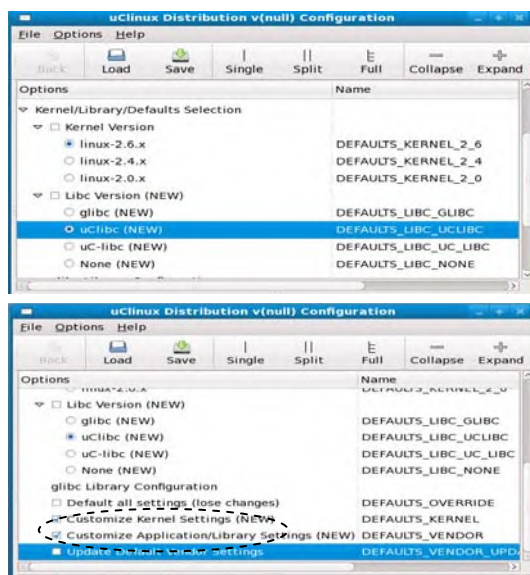 uClinux Distribution v(null) Configuration
File Options Help
Back Load Save Single Split Full Collapse Expand
Options Name
Kernel/Library/Defaults Selection
Kernel Version
linux-2.6.x DEFAULTS_KERNEL_2_6
linux-2.4.x DEFAULTS_KERNEL_2_4
linux-2.0.x DEFAULTS_KERNEL_2_0
Libc Version (NEW)
glibc (NEW) DEFAULTS_LIBC_GLIBC
uClibc (NEW) DEFAULTS_LIBC_UCLIBC
uC-libc (NEW) DEFAULTS_LIBC_UC_LIBC
None (NEW) DEFAULTS_LIBC_NONE
uClinux Distribution v(null) Configuration
File Options Help
Back Load Save Single Split Full Collapse Expand
Options Name
linux-2.0.x DEFAULTS_KERNEL_2_0
Libc Version (NEW)
glibc (NEW) DEFAULTS_LIBC_GLIBC
uClibc (NEW) DEFAULTS_LIBC_UCLIBC
uC-libc (NEW) DEFAULTS_LIBC_UC_LIBC
None (NEW) DEFAULTS_LIBC_NONE
glibc Library Configuration
Default all settings (lose changes) DEFAULTS_OVERRIDE
Customize Kernel Settings (NEW) DEFAULTS_KERNEL
Customize Application/Library Settings (NEW) DEFAULTS_VENDOR
Update Default Vendor Settings DEFAULTS_VENDOR_UPD